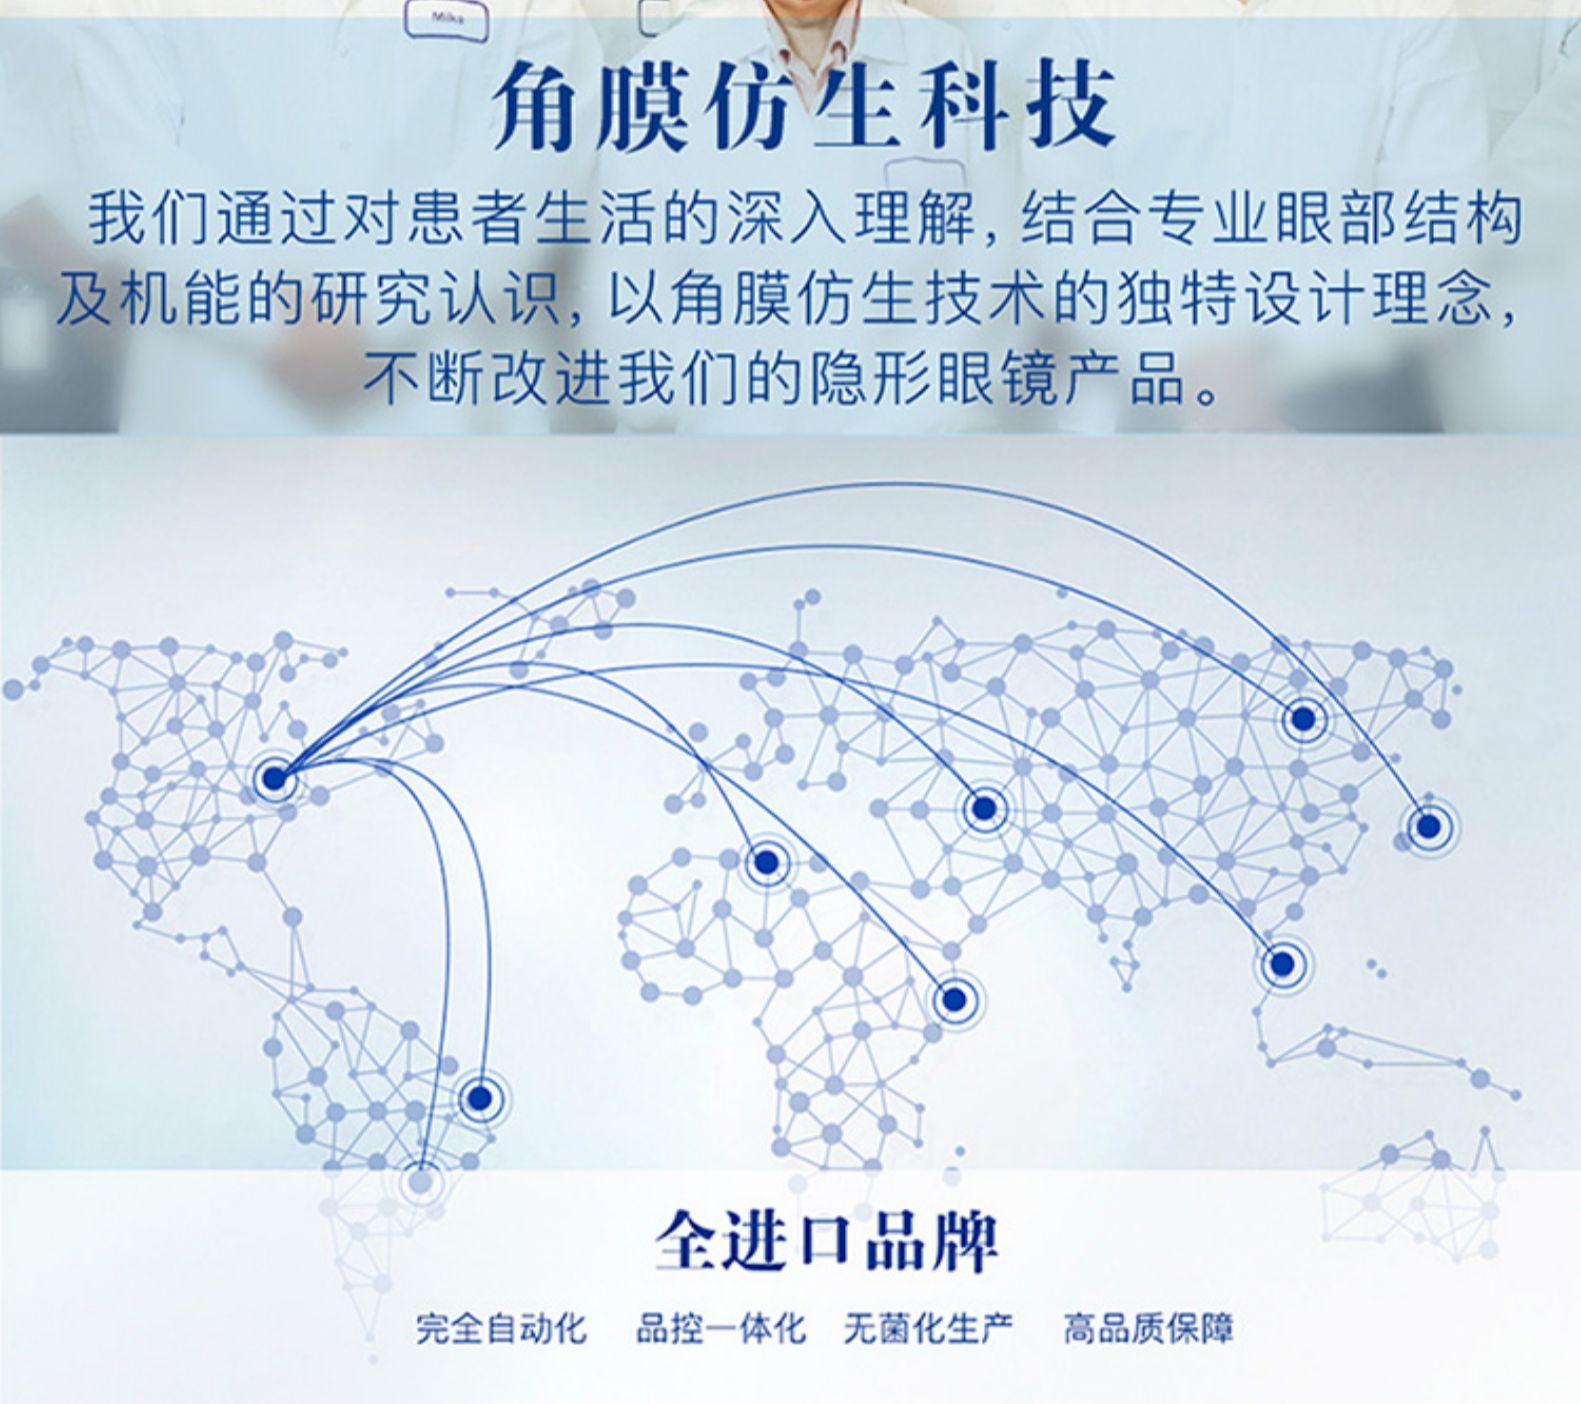 角膜仿生科技
我们通过对患者生活的深入理解, 结合专业眼部结构
及机能的研究认识, 以角膜仿生技术的独特设计理念,
不断改进我们的隐形眼镜产品。
全进口品牌
完全自动化 品控一体化 无菌化生产 高品质保障